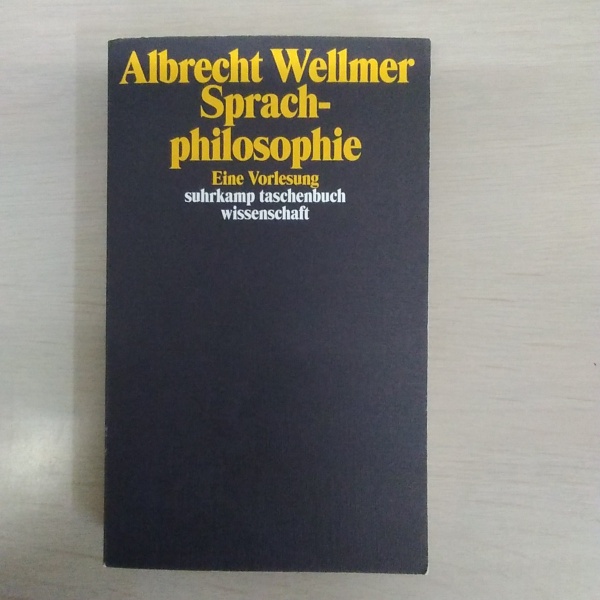 Albrecht Wellmer
Sprach-
philosophie
Eine Vorlesung
suhrkamp taschenbuch
wissenschaft